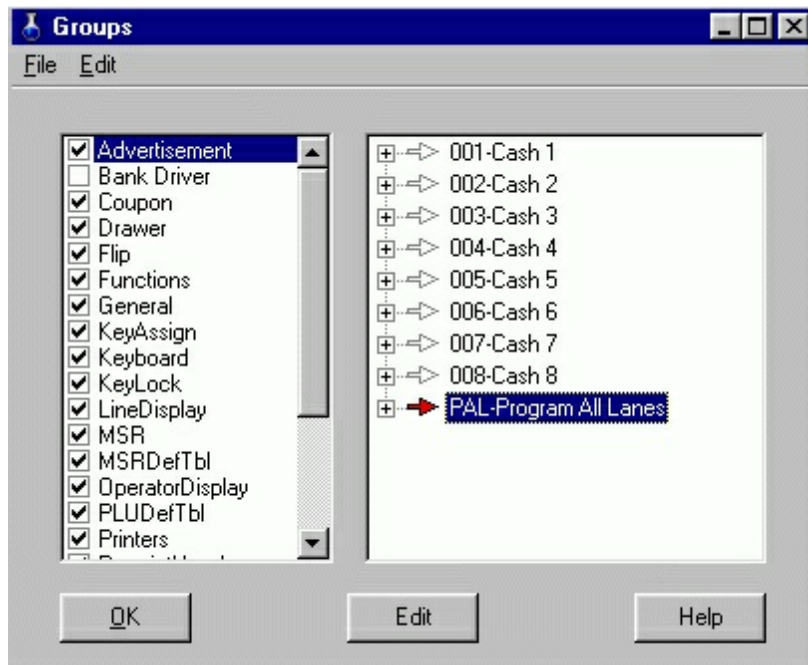 Groups
File Edit
Advertisement
Bank Driver
Coupon
Drawer
Flip
Functions
General
KeyAssign
Keyboard
KeyLock
LineDisplay
MSR
MSRDefTbl
OperatorDisplay
PLUDefTbl
Printers
001-Cash 1
002-Cash 2
003-Cash 3
004-Cash 4
005-Cash 5
006-Cash 6
007-Cash 7
008-Cash 8
PAL-Program All Lanes
OK Edit Help